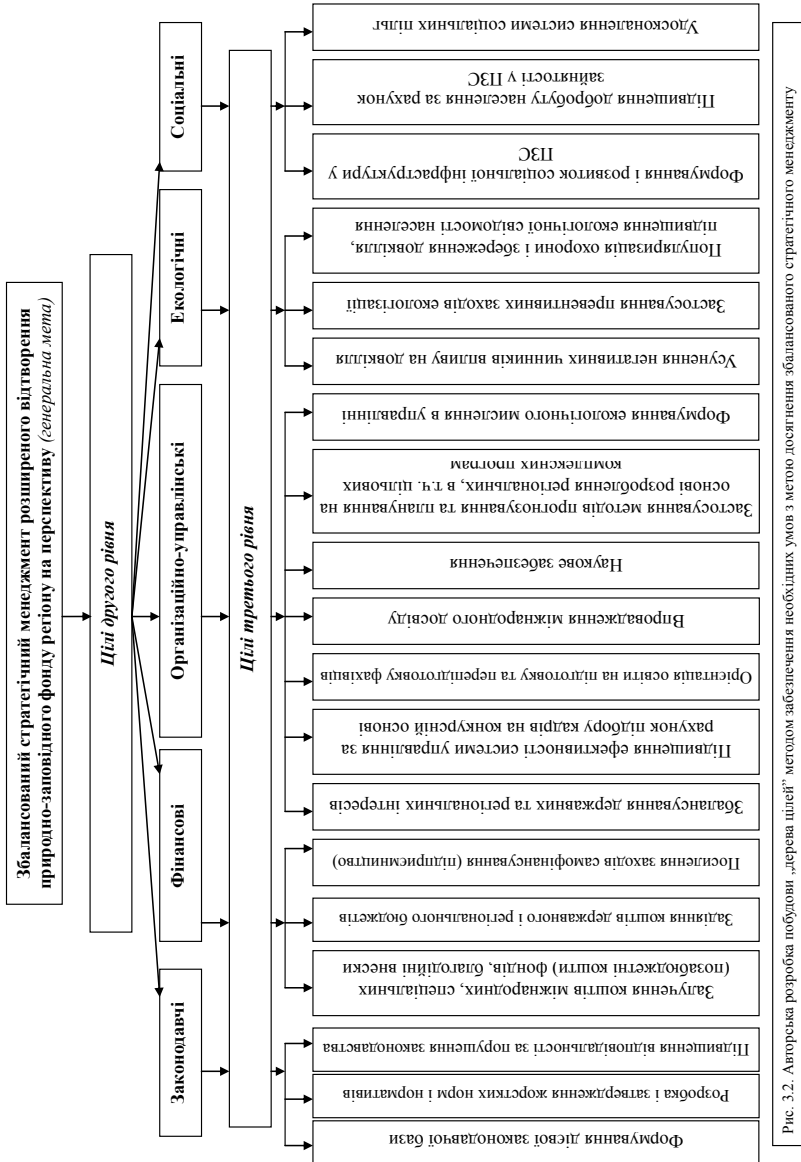 Збалансований стратегічний менеджмент розширеного відтворення
природно-заповідного фонду регіону на перспективу (генеральна мета)
Цілі другого рівня
Законодавчі
Фінансові
Організаційно-управлінські
Екологічні
Соціальні
Цілі третього рівня
Формування дієвої законодавчої бази
Розробка і затвердження жорстких норм і нормативів
Підвищення відповідальності за порушення законодавства
Залучення коштів міжнародних, спеціальних
(позабюджетні кошти) фондів, благодійні внески
Задіяння коштів державного і регіонального бюджетів
Посилення заходів самофінансування (підприємництво)
Збалансування державних та регіональних інтересів
Підвищення ефективності системи управління за
рахунок підбору кадрів на конкурсній основі
Орієнтація освіти на підготовку та перепідготовку фахівців
Впровадження міжнародного досвіду
Наукове забезпечення
Застосування методів прогнозування та планування на
основі розроблення регіональних, в т.ч. цільових
комплексних програм
Формування екологічного мислення в управлінні
Усунення негативних чинників впливу на довкілля
Застосування превентивних заходів екологізації
Популяризація охорони і збереження довкілля,
підвищення екологічної свідомості населення
Формування і розвиток соціальної інфраструктури у
ПЗС
Підвищення добробуту населення за рахунок
зайнятості у ПЗС
Удосконалення системи соціальних пільг
Рис. 3.2. Авторська розробка побудови „дерева цілей” методом забезпечення необхідних умов з метою досягнення збалансованого стратегічного менеджменту